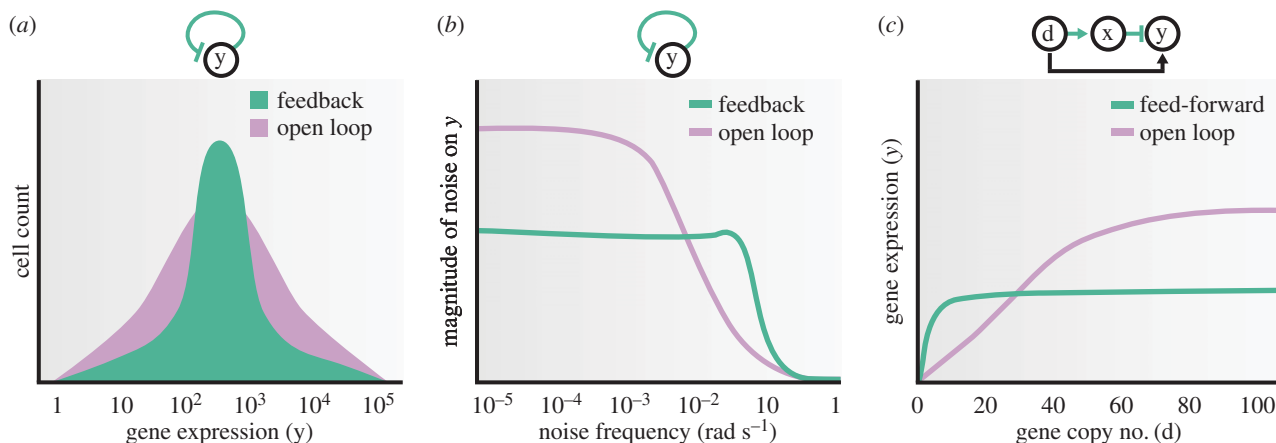 (a)
y
feedback
open loop
cell count
1 10 10² 10³ 10⁴ 10⁵
gene expression (y)
(b)
y
feedback
open loop
magnitude of noise on y
10⁻⁵ 10⁻⁴ 10⁻³ 10⁻² 10 1
noise frequency (rad s⁻¹)
(c)
d x y
feed-forward
open loop
gene expression (y)
0 20 40 60 80 100
gene copy no. (d)